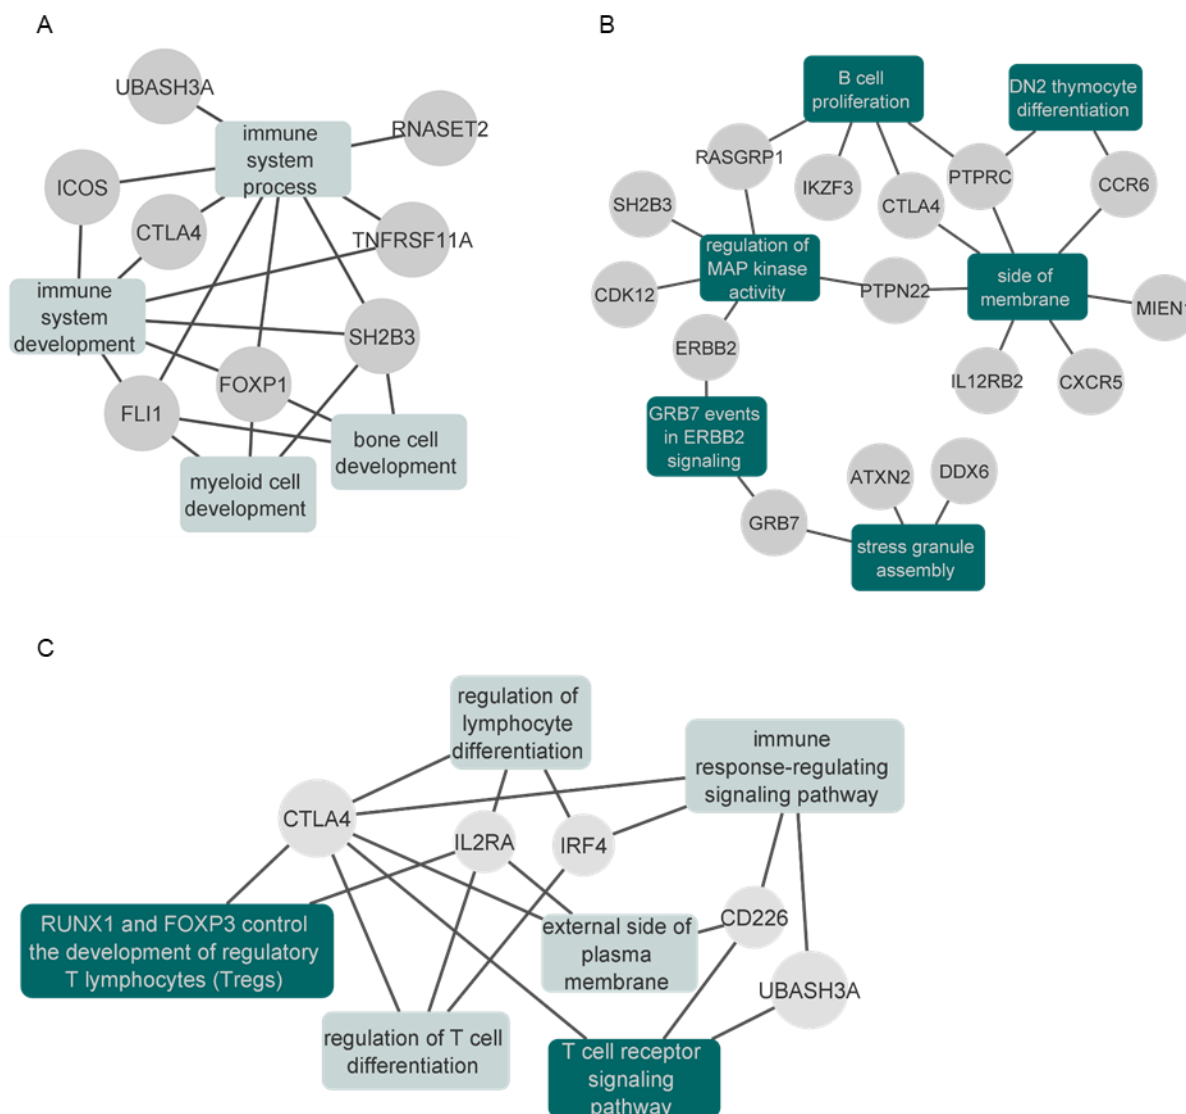 A
UBASH3A
RNASET2
immune
system
process
ICOS
CTLA4
TNFRSF11A
immune
system
development
SH2B3
FOXP1
FLI1
bone cell
development
myeloid cell
development
B
B cell
proliferation
DN2 thymocyte
differentiation
RASGRP1
IKZF3
PTPRC
CCR6
SH2B3
CTLA4
regulation of
MAP kinase
activity
side of
membrane
CDK12
PTPN22
MIEN1
ERBB2
IL12RB2
CXCR5
GRB7 events
in ERBB2
signaling
ATXN2
DDX6
GRB7
stress granule
assembly
C
regulation of
lymphocyte
differentiation
immune
response-regulating
signaling pathway
CTLA4
IL2RA
IRF4
RUNX1 and FOXP3 control
the development of regulatory
T lymphocytes (Tregs)
external side of
plasma
membrane
CD226
UBASH3A
regulation of T cell
differentiation
T cell receptor
signaling
pathway